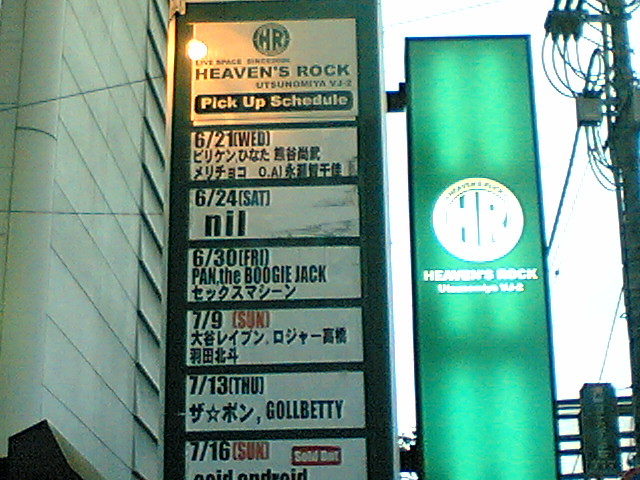 HR
LIVE SPACE SINCE2006
HEAVEN'S ROCK
UTSUNOMIYA VJ-2
Pick Up Schedule
6/21(WED)
ビリケン,ひなた 熊谷尚武
メリチョコ O.A)永瀬智千佳
6/24(SAT)
nil
6/30(FRI)
PAN,the BOOGIE JACK
セックスマシーン
7/9 (SUN)
大谷レイブン, ロジャー高橋
羽田北斗
7/13(THU)
ザ☆ポン, GOLLBETTY
7/16(SUN) Sold Out
acid android
HEAVEN'S ROCK
HR
HEAVEN'S ROCK
Utsunomiya VJ-2